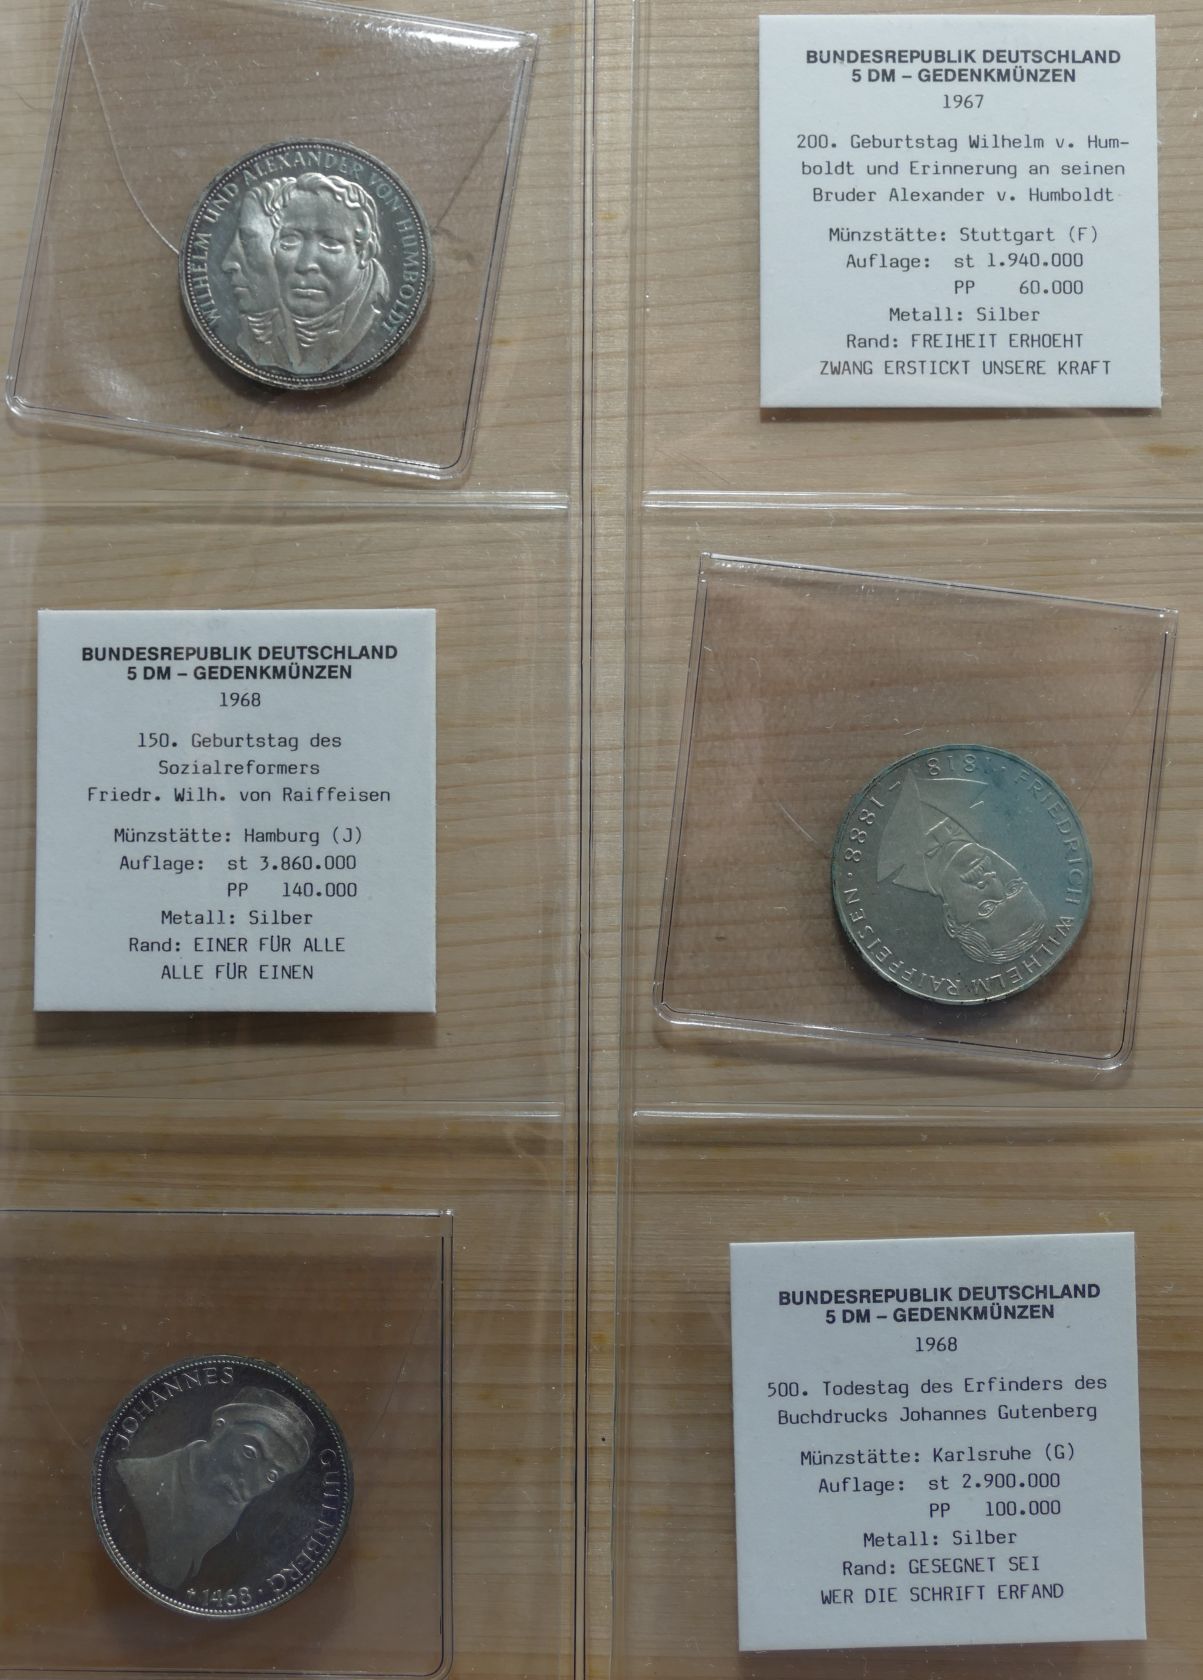 WILHELM UND ALEXANDER VON HUMBOLDT
BUNDESREPUBLIK DEUTSCHLAND
5 DM – GEDENKMÜNZEN
1967
200. Geburtstag Wilhelm v. Hum-
boldt und Erinnerung an seinen
Bruder Alexander v. Humboldt
Münzstätte: Stuttgart (F)
Auflage: st 1.940.000
PP 60.000
Metall: Silber
Rand: FREIHEIT ERHOEHT
ZWANG ERSTICKT UNSERE KRAFT
BUNDESREPUBLIK DEUTSCHLAND
5 DM – GEDENKMÜNZEN
1968
150. Geburtstag des
Sozialreformers
Friedr. Wilh. von Raiffeisen
Münzstätte: Hamburg (J)
Auflage: st 3.860.000
PP 140.000
Metall: Silber
Rand: EINER FÜR ALLE
ALLE FÜR EINEN
FRIEDRICH WILHELM RAIFFEISEN · 1818 – 1888 ·
JOHANNES GUTENBERG · † 1468 ·
BUNDESREPUBLIK DEUTSCHLAND
5 DM – GEDENKMÜNZEN
1968
500. Todestag des Erfinders des
Buchdrucks Johannes Gutenberg
Münzstätte: Karlsruhe (G)
Auflage: st 2.900.000
PP 100.000
Metall: Silber
Rand: GESEGNET SEI
WER DIE SCHRIFT ERFAND